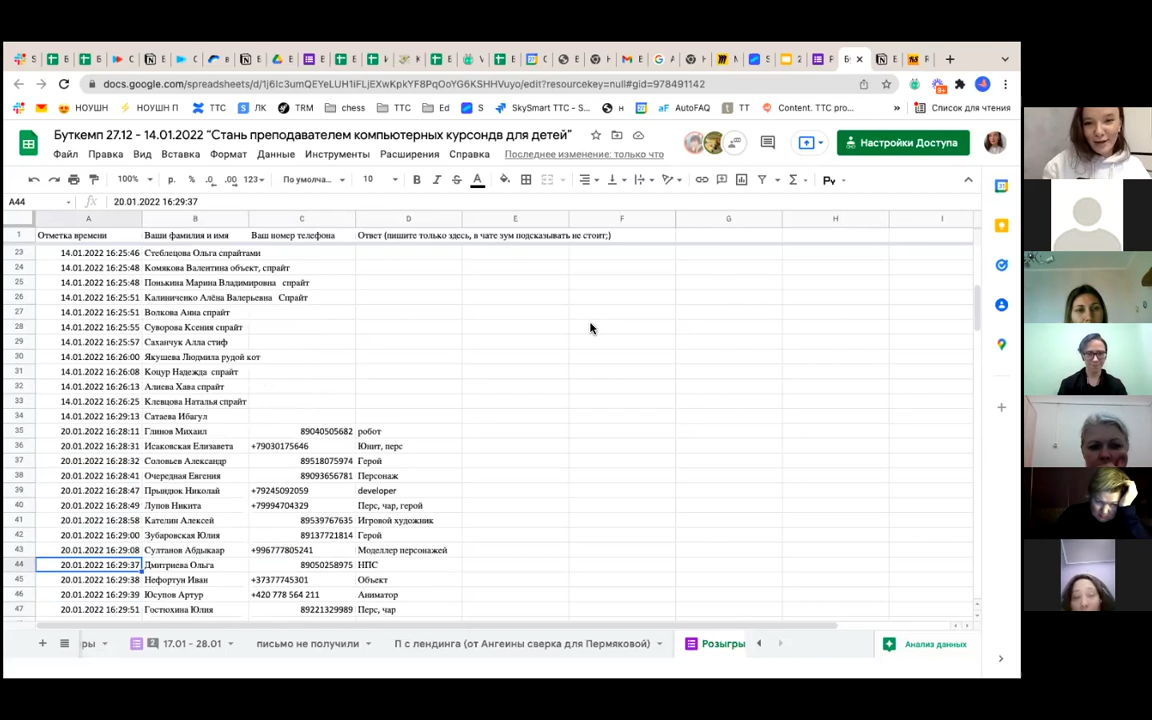 docs.google.com/spreadsheets/d/1j6Ic3umQEYeLUH1iFLjEXwKpkYF8PqOoYG6KSHHVuyo/edit?resourcekey=null#gid=978491142
НОУШН НОУШН П ТТС ЛК TRM chess ТТС Ed SkySmart TTC – S... н AutoFAQ ТТ Content. TTC pro... » Список для чтения
Буткемп 27.12 - 14.01.2022 "Стань преподавателем компьютерных курсондв для детей"
Настройки Доступа
Файл Правка Вид Вставка Формат Данные Инструменты Расширения Справка Последнее изменение: только что
100% р. % .0 .00 123 По умолча... 10
A44 fx 20.01.2022 16:29:37
A B C D E F G H I
1 Отметка времени Ваши фамилия и имя Ваш номер телефона Ответ (пишите только здесь, в чате зум подсказывать не стоит;)
23 14.01.2022 16:25:46 Стеблецова Ольга спрайтами
24 14.01.2022 16:25:48 Комякова Валентина объект, спрайт
25 14.01.2022 16:25:48 Понькина Марина Владимировна спрайт
26 14.01.2022 16:25:51 Калиниченко Алёна Валерьевна Спрайт
27 14.01.2022 16:25:51 Волкова Анна спрайт
28 14.01.2022 16:25:55 Суворова Ксения спрайт
29 14.01.2022 16:25:57 Саханчук Алла стиф
30 14.01.2022 16:26:00 Якушева Людмила рудой кот
31 14.01.2022 16:26:08 Коцур Надежда спрайт
32 14.01.2022 16:26:13 Алиева Хава спрайт
33 14.01.2022 16:26:25 Клевцова Наталья спрайт
34 14.01.2022 16:29:13 Сатаева Ибагул
35 20.01.2022 16:28:11 Глинов Михаил 89040505682 робот
36 20.01.2022 16:28:31 Исаковская Елизавета +79030175646 Юнит, перс
37 20.01.2022 16:28:32 Соловьев Александр 89518075974 Герой
38 20.01.2022 16:28:41 Очередная Евгения 89093656781 Персонаж
39 20.01.2022 16:28:47 Прындюк Николай +79245092059 developer
40 20.01.2022 16:28:49 Лупов Никита +79994704329 Перс, чар, герой
41 20.01.2022 16:28:58 Кателин Алексей 89539767635 Игровой художник
42 20.01.2022 16:29:00 Зубаровская Юлия 89137721814 Герой
43 20.01.2022 16:29:08 Султанов Абдыкаар +996777805241 Моделлер персонажей
44 20.01.2022 16:29:37 Дмитриева Ольга 89050258975 НПС
45 20.01.2022 16:29:38 Нефортун Иван +37377745301 Объект
46 20.01.2022 16:29:39 Юсупов Артур +420 778 564 211 Аниматор
47 20.01.2022 16:29:51 Гостюхина Юлия 89221329989 Перс, чар
ры 2 17.01 - 28.01 письмо не получили П с лендинга (от Ангеины сверка для Пермяковой) Розыгры Анализ данных